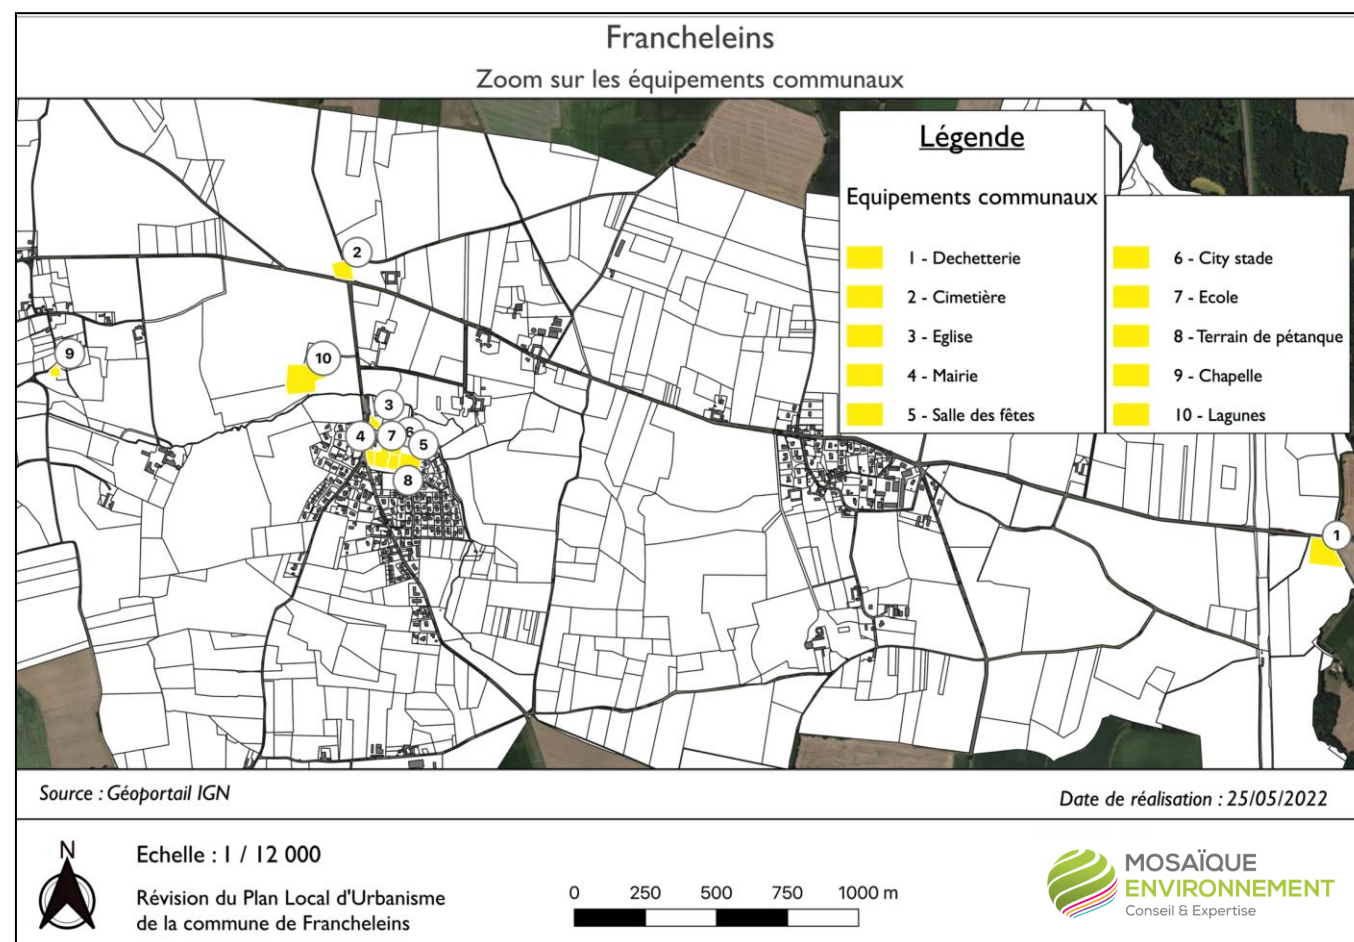 Francheleins
Zoom sur les équipements communaux
Légende
Equipements communaux
1 - Dechetterie
2 - Cimetière
3 - Eglise
4 - Mairie
5 - Salle des fêtes
6 - City stade
7 - Ecole
8 - Terrain de pétanque
9 - Chapelle
10 - Lagunes
2
9
10
3
4
7
6
5
8
1
Source : Géoportail IGN
Date de réalisation : 25/05/2022
N
Echelle : 1 / 12 000
Révision du Plan Local d'Urbanisme
de la commune de Francheleins
0 250 500 750 1000 m
MOSAÏQUE
ENVIRONNEMENT
Conseil & Expertise